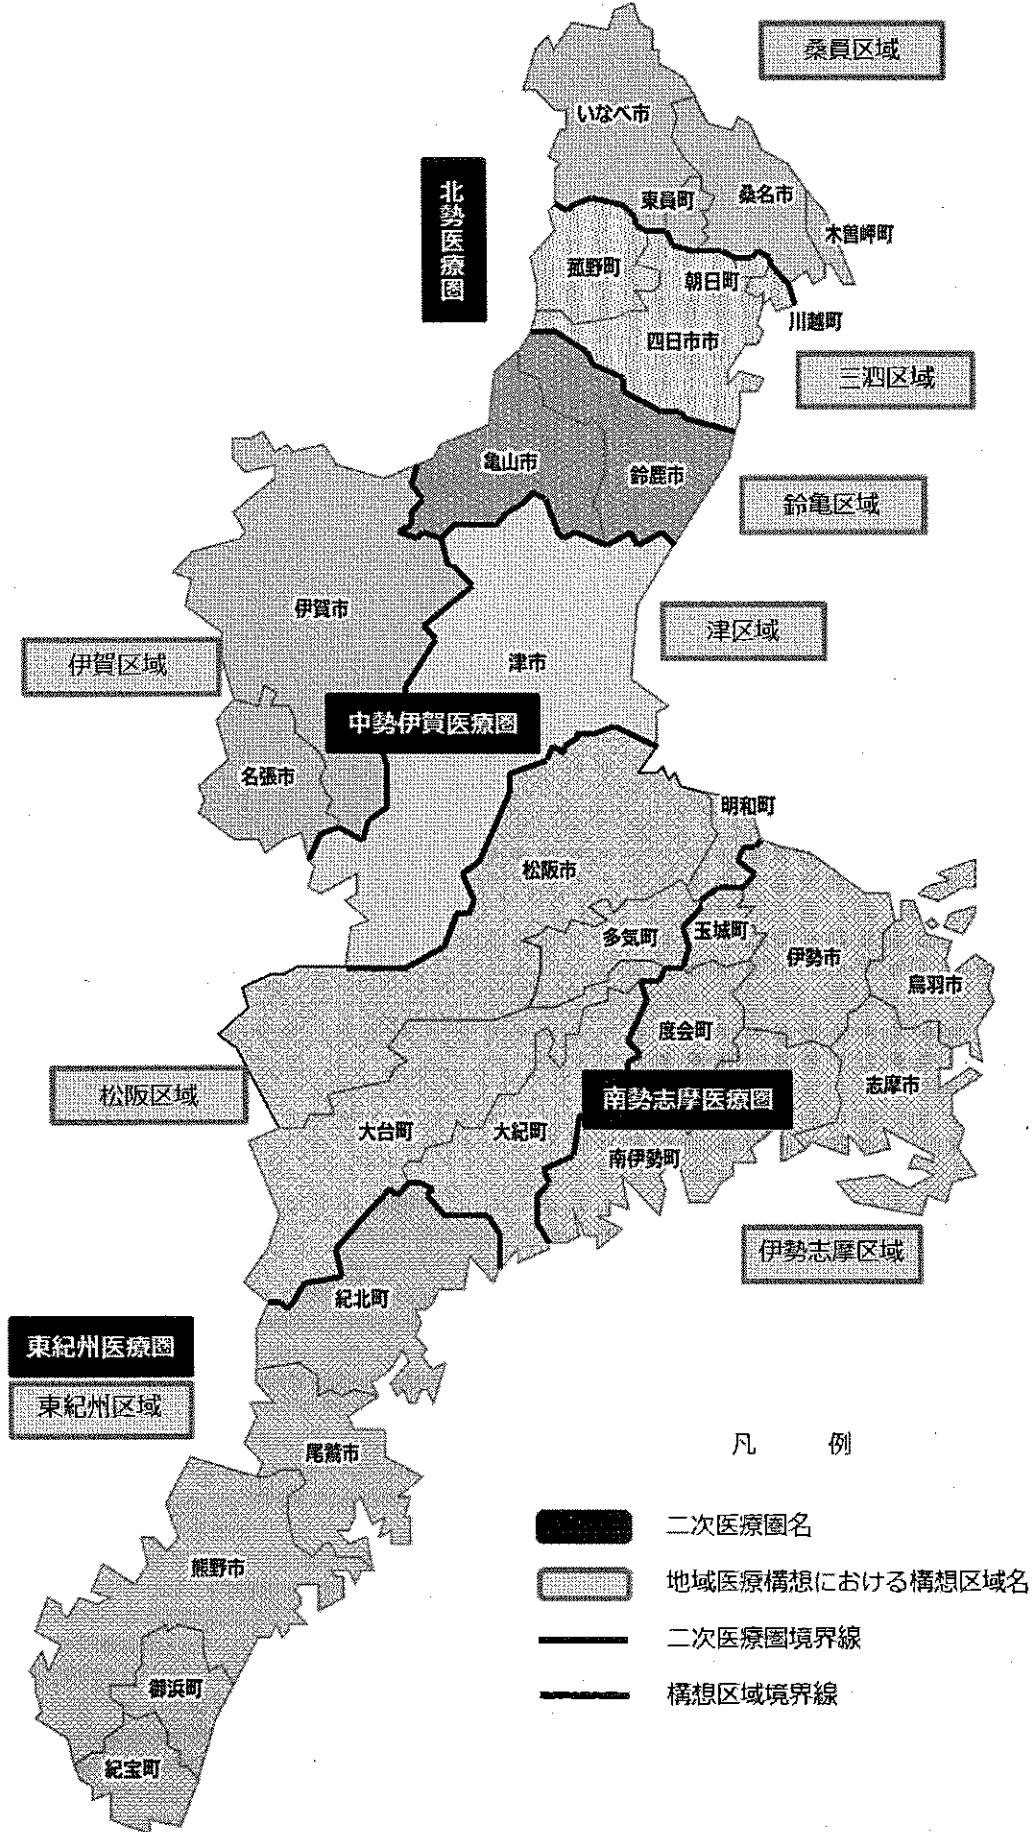 桑員区域
いなべ市
北勢医療圏
東員町
桑名市
木曽岬町
菰野町
朝日町
川越町
四日市市
三泗区域
亀山市
鈴鹿市
鈴亀区域
伊賀市
津区域
伊賀区域
津市
中勢伊賀医療圏
名張市
明和町
松阪市
多気町
玉城町
伊勢市
鳥羽市
度会町
松阪区域
志摩市
南勢志摩医療圏
大台町
大紀町
南伊勢町
伊勢志摩区域
紀北町
東紀州医療圏
東紀州区域
尾鷲市
熊野市
御浜町
紀宝町
凡 例
二次医療圏名
地域医療構想における構想区域名
二次医療圏境界線
構想区域境界線